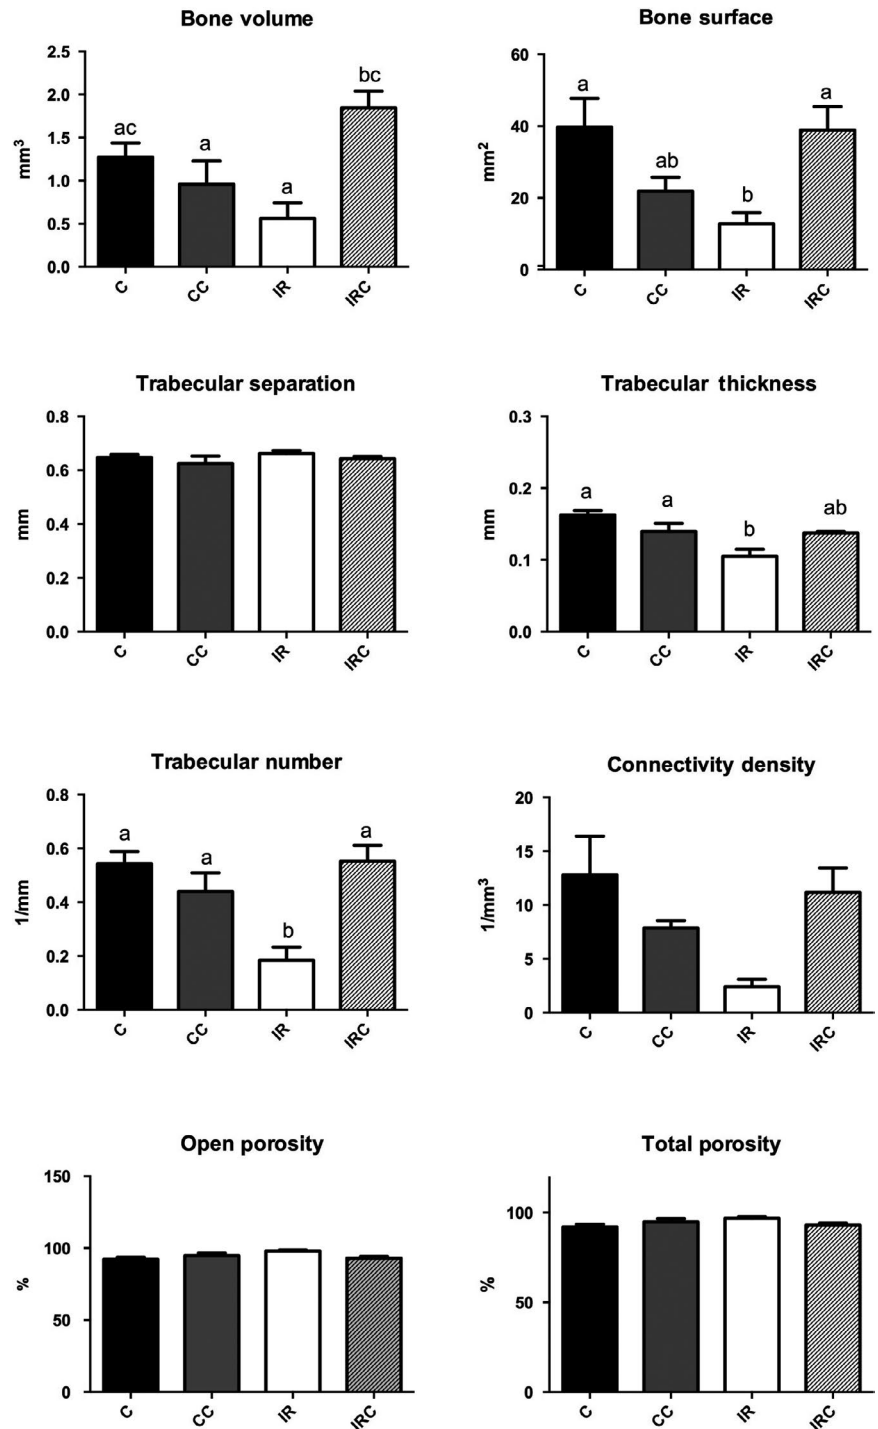 Bone volume
mm³
2.5
2.0
1.5
1.0
0.5
0.0
ac
a
a
bc
C
CC
IR
IRC
Bone surface
mm²
60
40
20
0
a
ab
b
a
C
CC
IR
IRC
Trabecular separation
mm
0.8
0.6
0.4
0.2
0.0
C
CC
IR
IRC
Trabecular thickness
mm
0.3
0.2
0.1
0.0
a
a
b
ab
C
CC
IR
IRC
Trabecular number
1/mm
0.8
0.6
0.4
0.2
0.0
a
a
b
a
C
CC
IR
IRC
Connectivity density
1/mm³
20
15
10
5
0
C
CC
IR
IRC
Open porosity
%
150
100
50
0
C
CC
IR
IRC
Total porosity
%
100
50
0
C
CC
IR
IRC